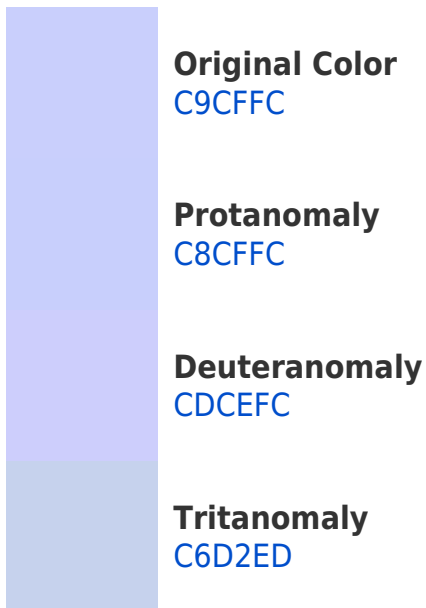 Original Color
C9CFFC
Protanomaly
C8CFFC
Deuteranomaly
CDCEFC
Tritanomaly
C6D2ED